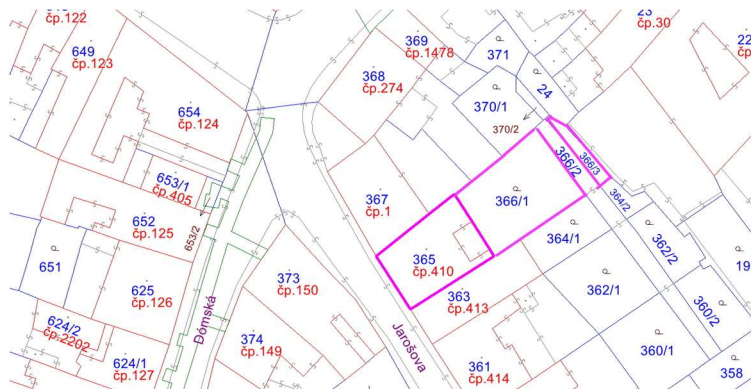 čp.122
649
čp.123
654
čp.124
653/1
čp.405
653/2
652
čp.125
651
625
čp.126
624/2
čp.2202
624/1
čp.127
Dómská
373
čp.150
374
čp.149
369
čp.1478
368
čp.274
367
čp.1
365
čp.410
363
čp.413
Jarošova
361
čp.414
371
370/1
24
370/2
366/1
366/2
366/3
364/2
364/1
362/1
362/2
360/2
360/1
358
19
23
čp.30
22
čp